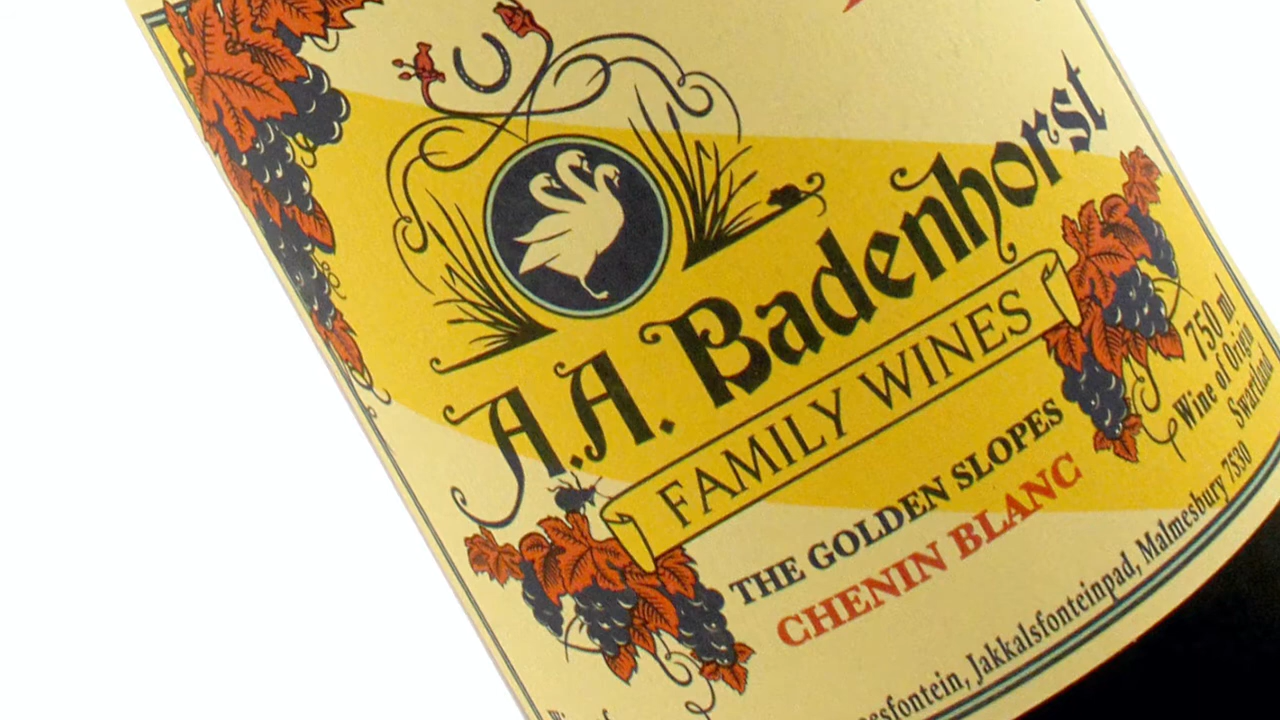 A.A. Badenhorst
FAMILY WINES
THE GOLDEN SLOPES
CHENIN BLANC
750 ml
Wine of Origin
Swartland
Jakkalsfonteinpad, Malmesbury 7530